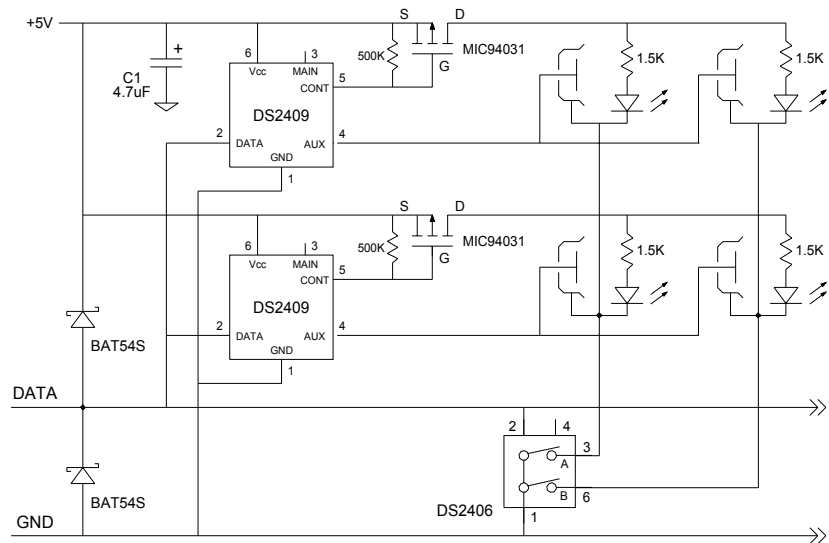 +5V
C1
4.7uF
+
6
3
Vcc
MAIN
CONT
5
DS2409
2
DATA
AUX
4
GND
1
500K
S
D
G
MIC94031
1.5K
1.5K
6
3
Vcc
MAIN
CONT
5
DS2409
2
DATA
AUX
4
GND
1
500K
S
D
G
MIC94031
1.5K
1.5K
BAT54S
DATA
BAT54S
GND
2
4
3
A
B
6
1
DS2406